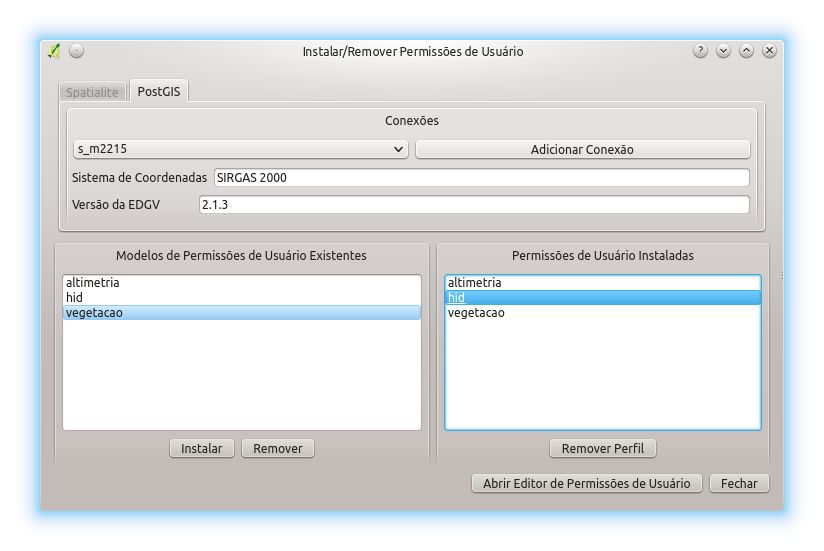 Instalar/Remover Permissões de Usuário
Spatialite
PostGIS
Conexões
s_m2215
Adicionar Conexão
Sistema de Coordenadas SIRGAS 2000
Versão da EDGV 2.1.3
Modelos de Permissões de Usuário Existentes
altimetria
hid
vegetacao
Instalar
Remover
Permissões de Usuário Instaladas
altimetria
hid
vegetacao
Remover Perfil
Abrir Editor de Permissões de Usuário
Fechar